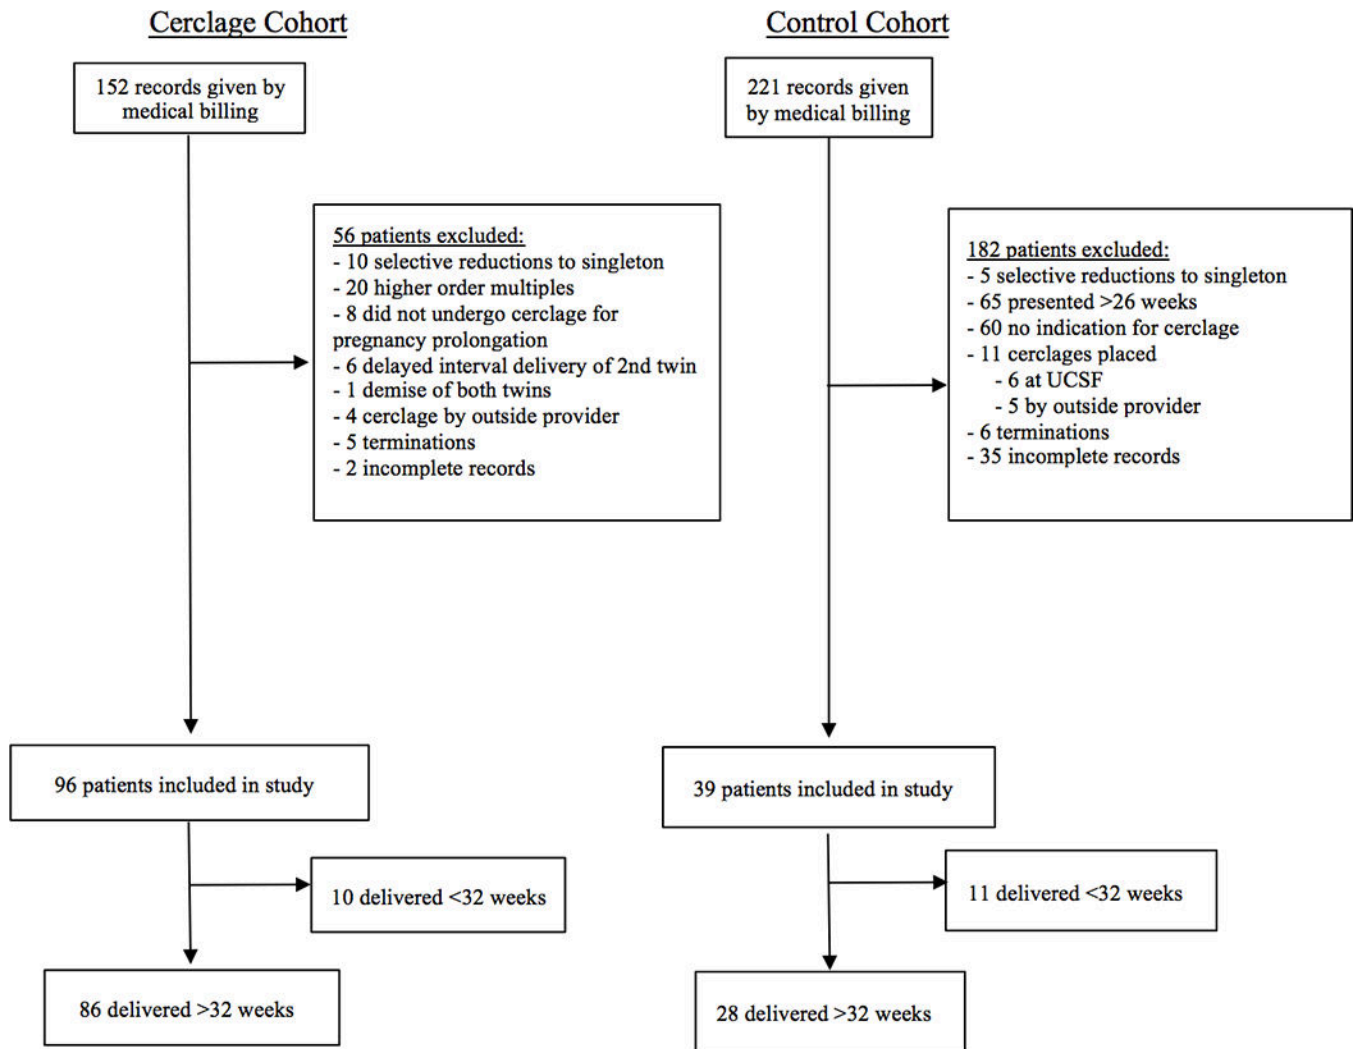 Cerclage Cohort
152 records given by
medical billing
56 patients excluded:
- 10 selective reductions to singleton
- 20 higher order multiples
- 8 did not undergo cerclage for
pregnancy prolongation
- 6 delayed interval delivery of 2nd twin
- 1 demise of both twins
- 4 cerclage by outside provider
- 5 terminations
- 2 incomplete records
96 patients included in study
10 delivered <32 weeks
86 delivered >32 weeks
Control Cohort
221 records given
by medical billing
182 patients excluded:
- 5 selective reductions to singleton
- 65 presented >26 weeks
- 60 no indication for cerclage
- 11 cerclages placed
- 6 at UCSF
- 5 by outside provider
- 6 terminations
- 35 incomplete records
39 patients included in study
11 delivered <32 weeks
28 delivered >32 weeks